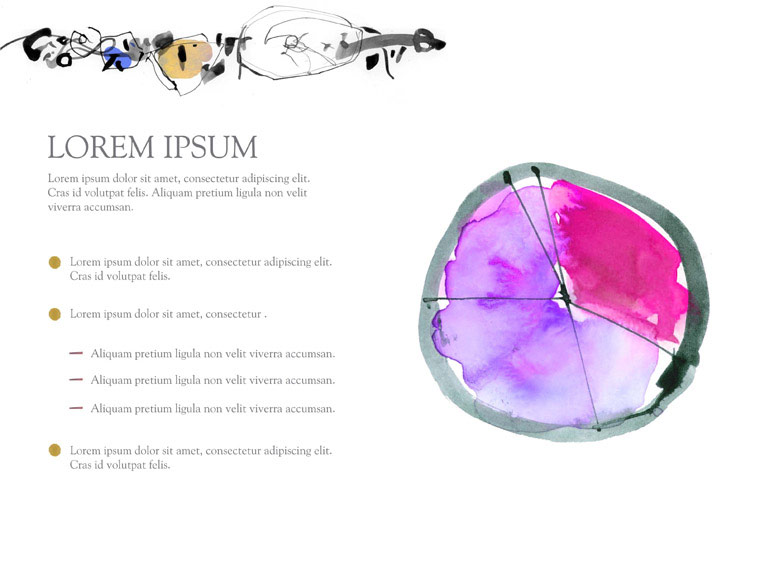 LOREM IPSUM
Lorem ipsum dolor sit amet, consectetur adipiscing elit.
Cras id volutpat felis. Aliquam pretium ligula non velit
viverra accumsan.
Lorem ipsum dolor sit amet, consectetur adipiscing elit.
Cras id volutpat felis.
Lorem ipsum dolor sit amet, consectetur .
Aliquam pretium ligula non velit viverra accumsan.
Aliquam pretium ligula non velit viverra accumsan.
Aliquam pretium ligula non velit viverra accumsan.
Lorem ipsum dolor sit amet, consectetur adipiscing elit.
Cras id volutpat felis.